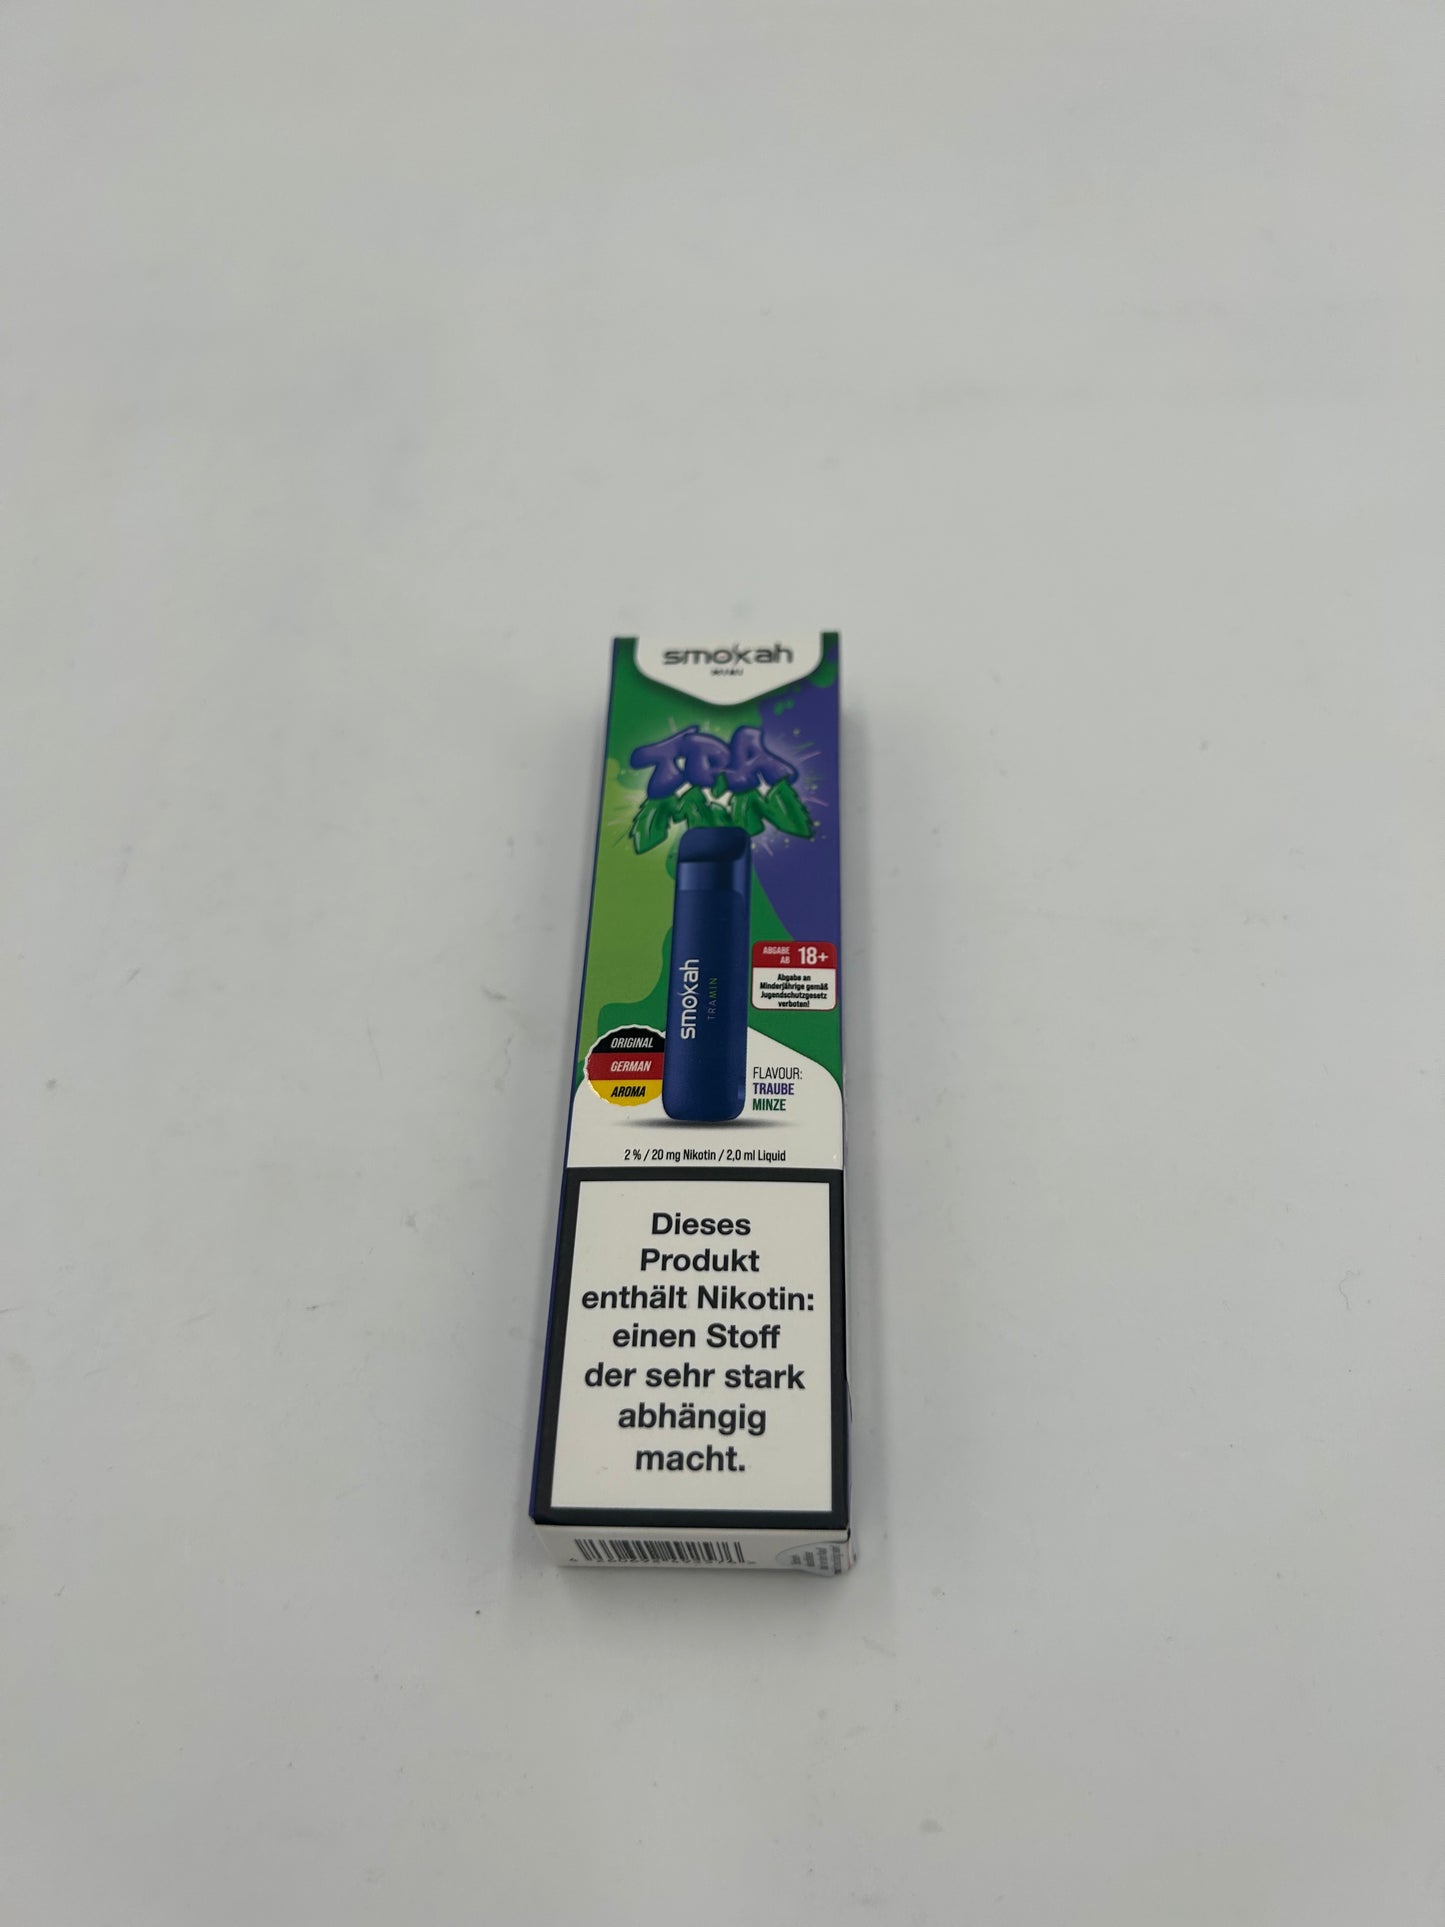 smokah
TRA
MIN
smokah
TRAMIN
ABGABE
AB 18+
Abgabe an
Minderjährige gemäß
Jugendschutzgesetz
verboten!
ORIGINAL
GERMAN
AROMA
FLAVOUR:
TRAUBE
MINZE
2 % / 20 mg Nikotin / 2,0 ml Liquid
Dieses
Produkt
enthält Nikotin:
einen Stoff
der sehr stark
abhängig
macht.